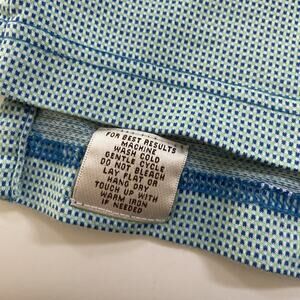 FOR BEST RESULTS
MACHINE
WASH COLD
GENTLE CYCLE
DO NOT BLEACH
LAY FLAT OR
HANG DRY
TOUCH UP WITH
WARM IRON
IF NEEDED